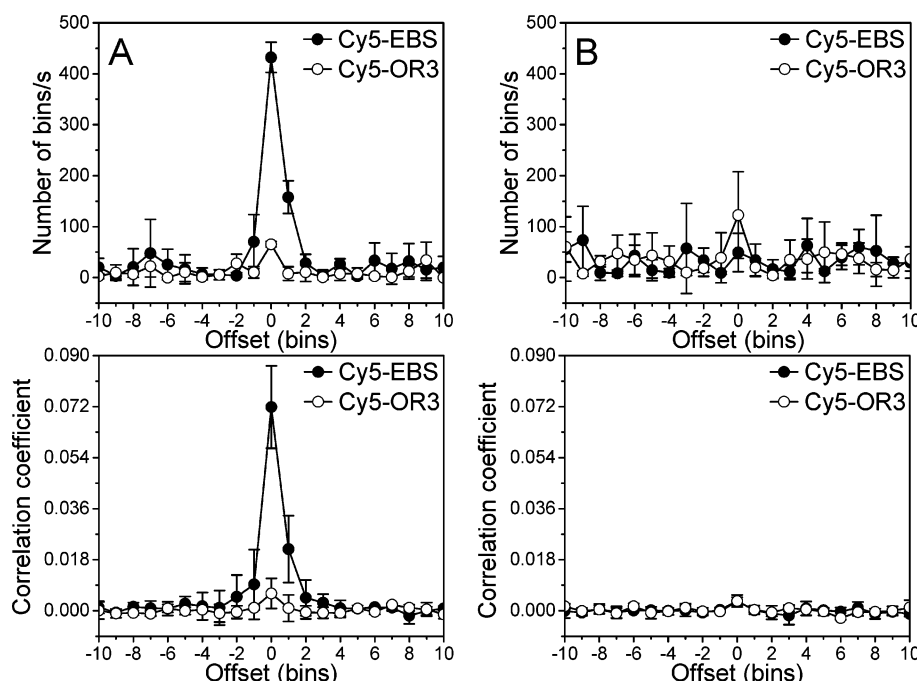 A
Cy5-EBS
Cy5-OR3
Number of bins/s
500
400
300
200
100
0
-10 -8 -6 -4 -2 0 2 4 6 8 10
Offset (bins)
B
Cy5-EBS
Cy5-OR3
Number of bins/s
500
400
300
200
100
0
-10 -8 -6 -4 -2 0 2 4 6 8 10
Offset (bins)
Cy5-EBS
Cy5-OR3
Correlation coefficient
0.090
0.072
0.054
0.036
0.018
0.000
-10 -8 -6 -4 -2 0 2 4 6 8 10
Offset (bins)
Cy5-EBS
Cy5-OR3
Correlation coefficient
0.090
0.072
0.054
0.036
0.018
0.000
-10 -8 -6 -4 -2 0 2 4 6 8 10
Offset (bins)